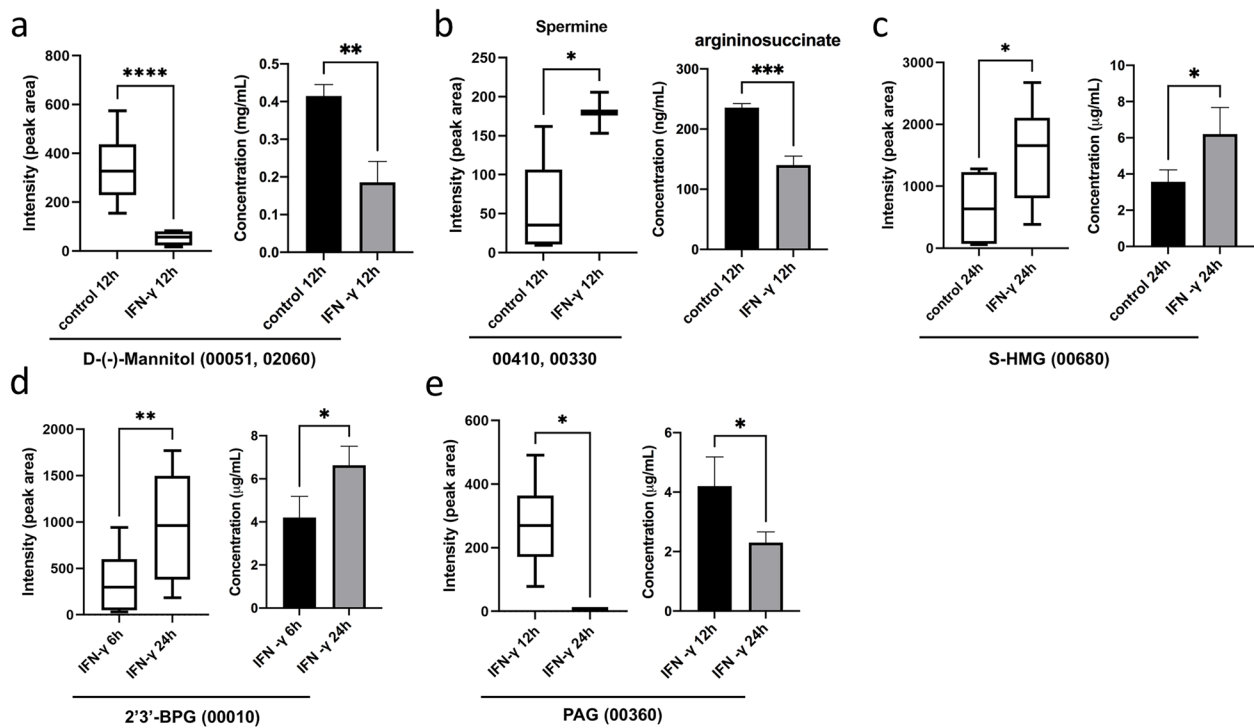 a
Intensity (peak area)
800
600
400
200
0
****
control 12h
IFN-γ 12h
Concentration (mg/mL)
0.5
0.4
0.3
0.2
0.1
0.0
**
control 12h
IFN -γ 12h
D-(-)-Mannitol (00051, 02060)
b
Spermine
Intensity (peak area)
250
200
150
100
50
0
*
control 12h
IFN-γ 12h
argininosuccinate
Concentration (ng/mL)
300
200
100
0
***
control 12h
IFN -γ 12h
00410, 00330
c
Intensity (peak area)
3000
2000
1000
0
*
control 24h
IFN-γ 24h
Concentration (μg/mL)
10
8
6
4
2
0
*
control 24h
IFN -γ 24h
S-HMG (00680)
d
Intensity (peak area)
2000
1500
1000
500
0
**
IFN-γ 6h
IFN-γ 24h
Concentration (μg/mL)
8
6
4
2
0
*
IFN -γ 6h
IFN -γ 24h
2’3’-BPG (00010)
e
Intensity (peak area)
600
400
200
0
*
IFN-γ 12h
IFN-γ 24h
Concentration (μg/mL)
6
4
2
0
*
IFN -γ 12h
IFN -γ 24h
PAG (00360)